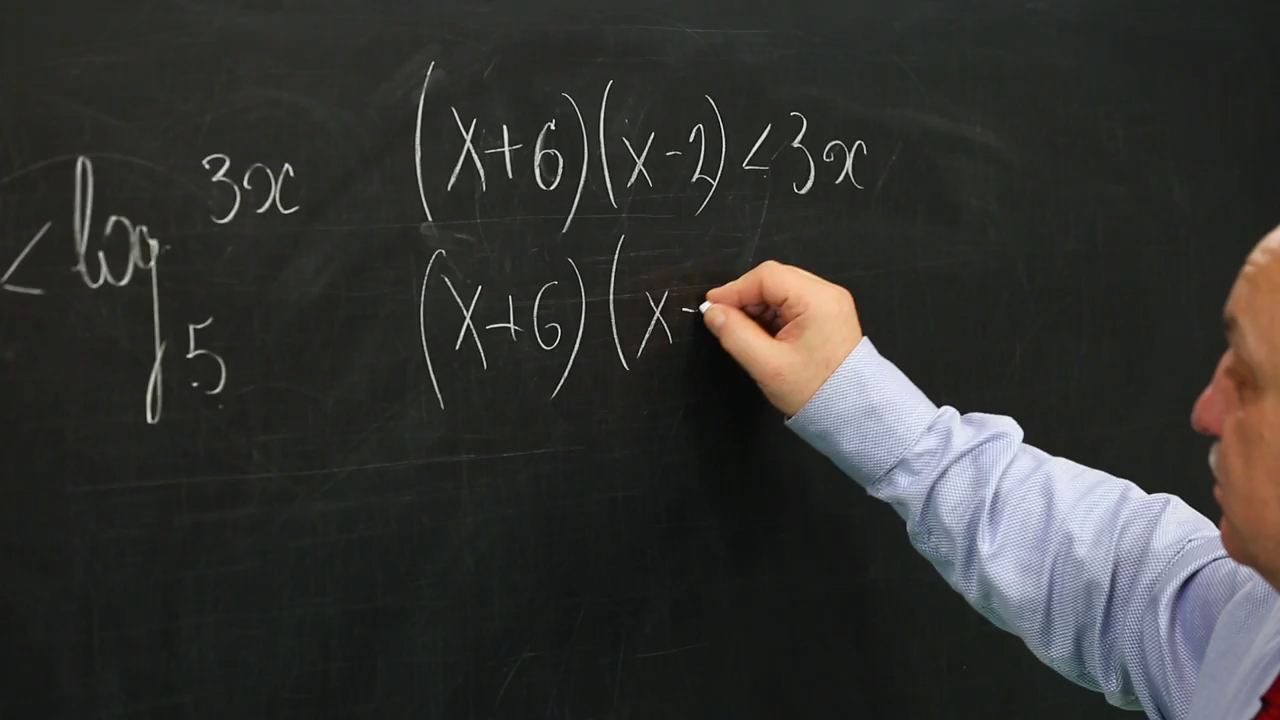 < log₅ 3x
(x+6)(x-2)<3x
(x+6)(x-